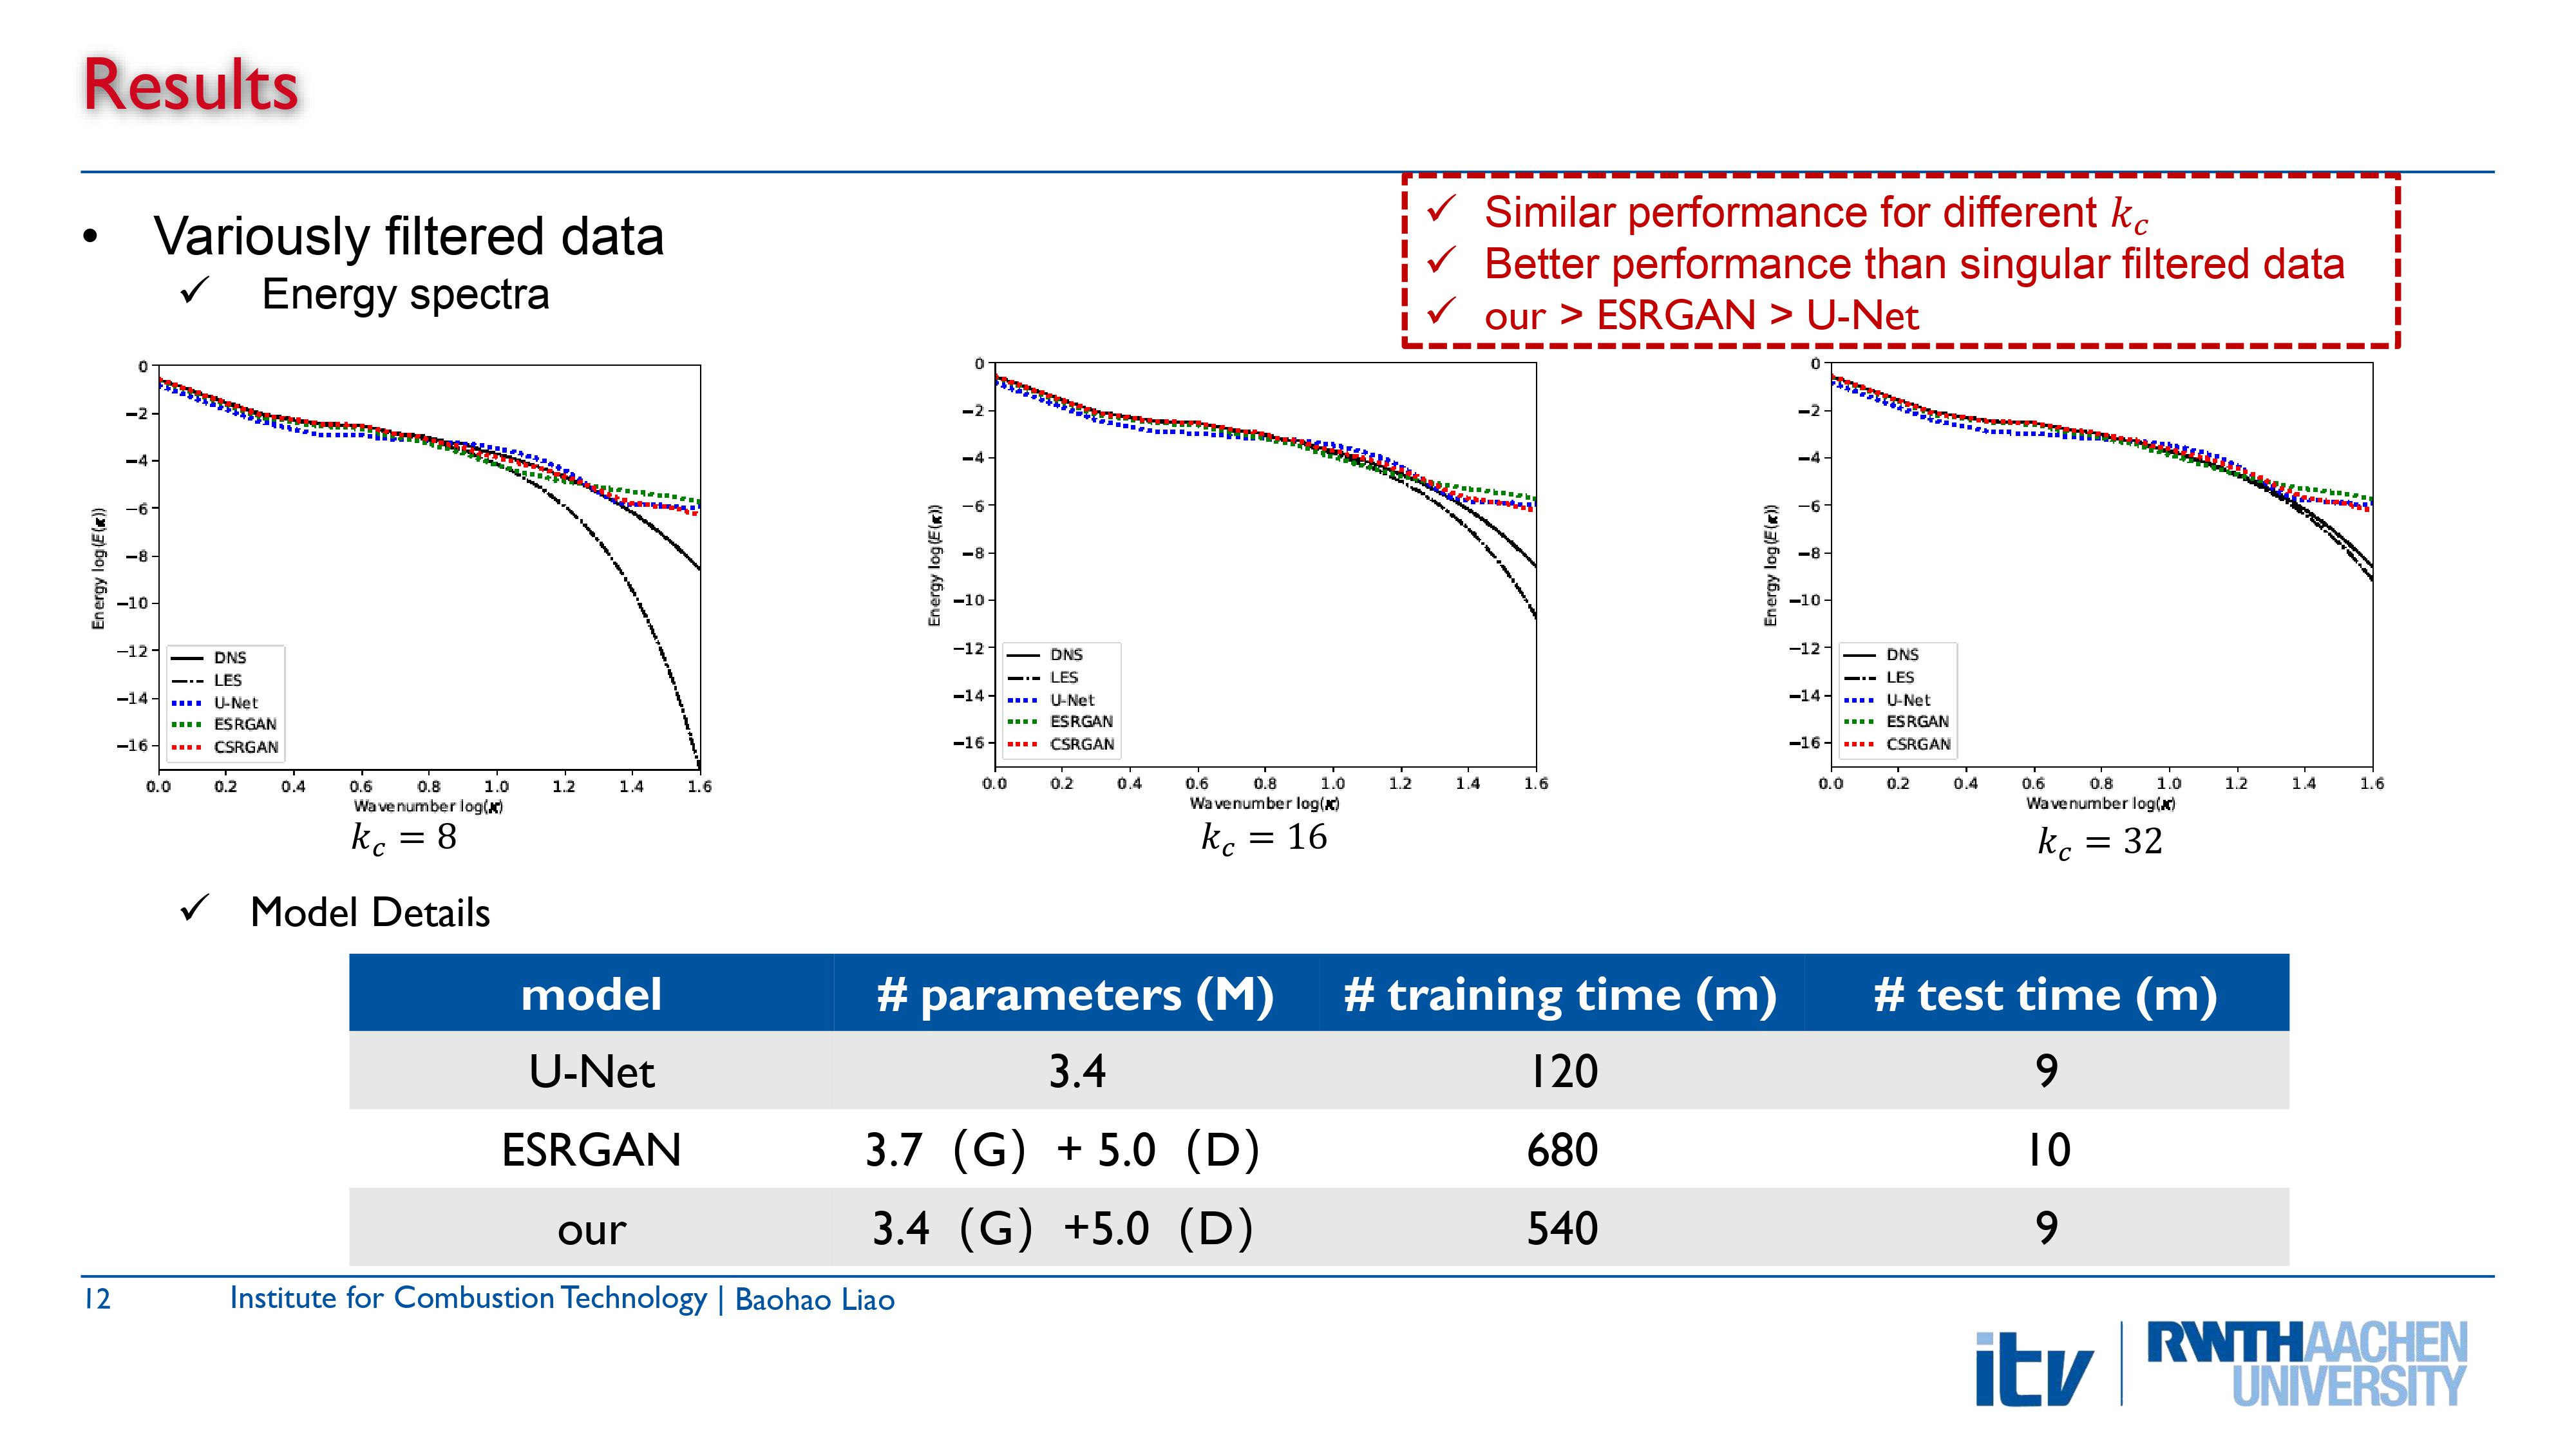 Results
• Variously filtered data
✓ Energy spectra
✓ Similar performance for different k_c
✓ Better performance than singular filtered data
✓ our > ESRGAN > U-Net
0
−2
−4
−6
−8
−10
−12
−14
−16
Energy log(E(κ))
DNS
LES
U-Net
ESRGAN
CSRGAN
0.0 0.2 0.4 0.6 0.8 1.0 1.2 1.4 1.6
Wavenumber log(κ)
k_c = 8
0
−2
−4
−6
−8
−10
−12
−14
−16
Energy log(E(κ))
DNS
LES
U-Net
ESRGAN
CSRGAN
0.0 0.2 0.4 0.6 0.8 1.0 1.2 1.4 1.6
Wavenumber log(κ)
k_c = 16
0
−2
−4
−6
−8
−10
−12
−14
−16
Energy log(E(κ))
DNS
LES
U-Net
ESRGAN
CSRGAN
0.0 0.2 0.4 0.6 0.8 1.0 1.2 1.4 1.6
Wavenumber log(κ)
k_c = 32
✓ Model Details
model # parameters (M) # training time (m) # test time (m)
U-Net 3.4 120 9
ESRGAN 3.7 (G) + 5.0 (D) 680 10
our 3.4 (G) +5.0 (D) 540 9
12 Institute for Combustion Technology | Baohao Liao
itv
RWTHAACHEN
UNIVERSITY